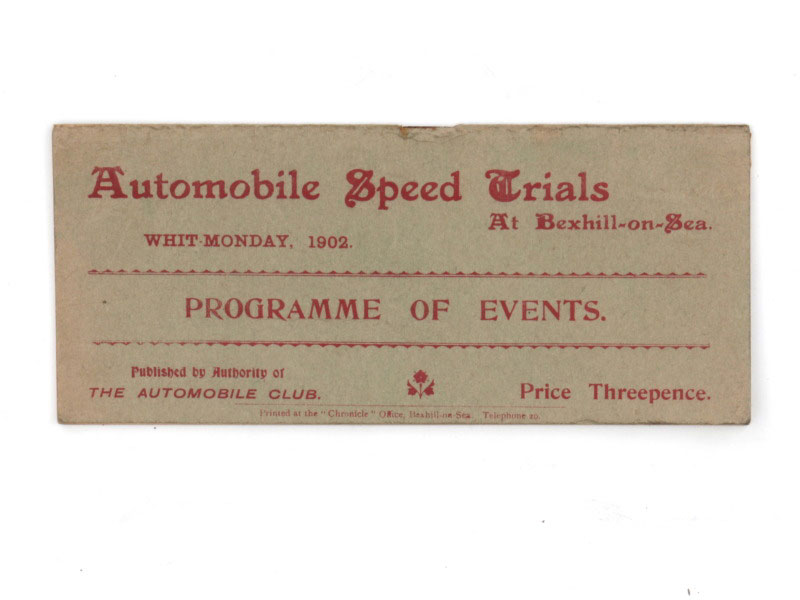 Automobile Speed Trials
At Bexhill-on-Sea.
WHIT-MONDAY, 1902.
PROGRAMME OF EVENTS.
Published by Authority of
THE AUTOMOBILE CLUB.
Price Threepence.
Printed at the "Chronicle" Office, Bexhill-on-Sea. Telephone 20.